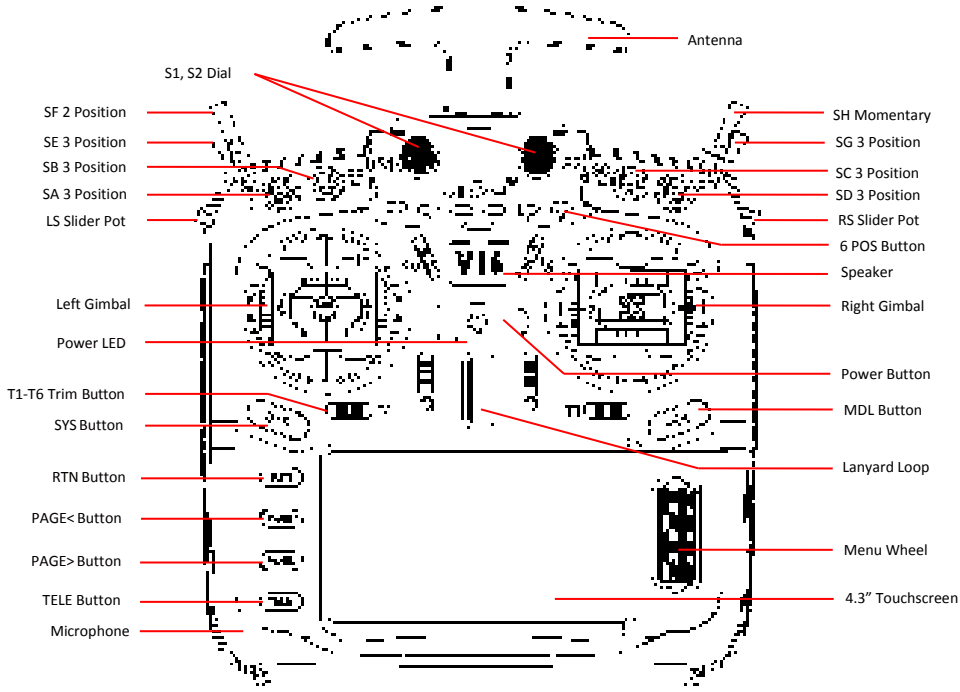 Antenna
S1, S2 Dial
SF 2 Position
SH Momentary
SE 3 Position
SG 3 Position
SB 3 Position
SC 3 Position
SA 3 Position
SD 3 Position
LS Slider Pot
RS Slider Pot
6 POS Button
Speaker
Left Gimbal
Right Gimbal
Power LED
Power Button
T1-T6 Trim Button
MDL Button
SYS Button
Lanyard Loop
RTN Button
PAGE< Button
Menu Wheel
PAGE> Button
TELE Button
4.3” Touchscreen
Microphone